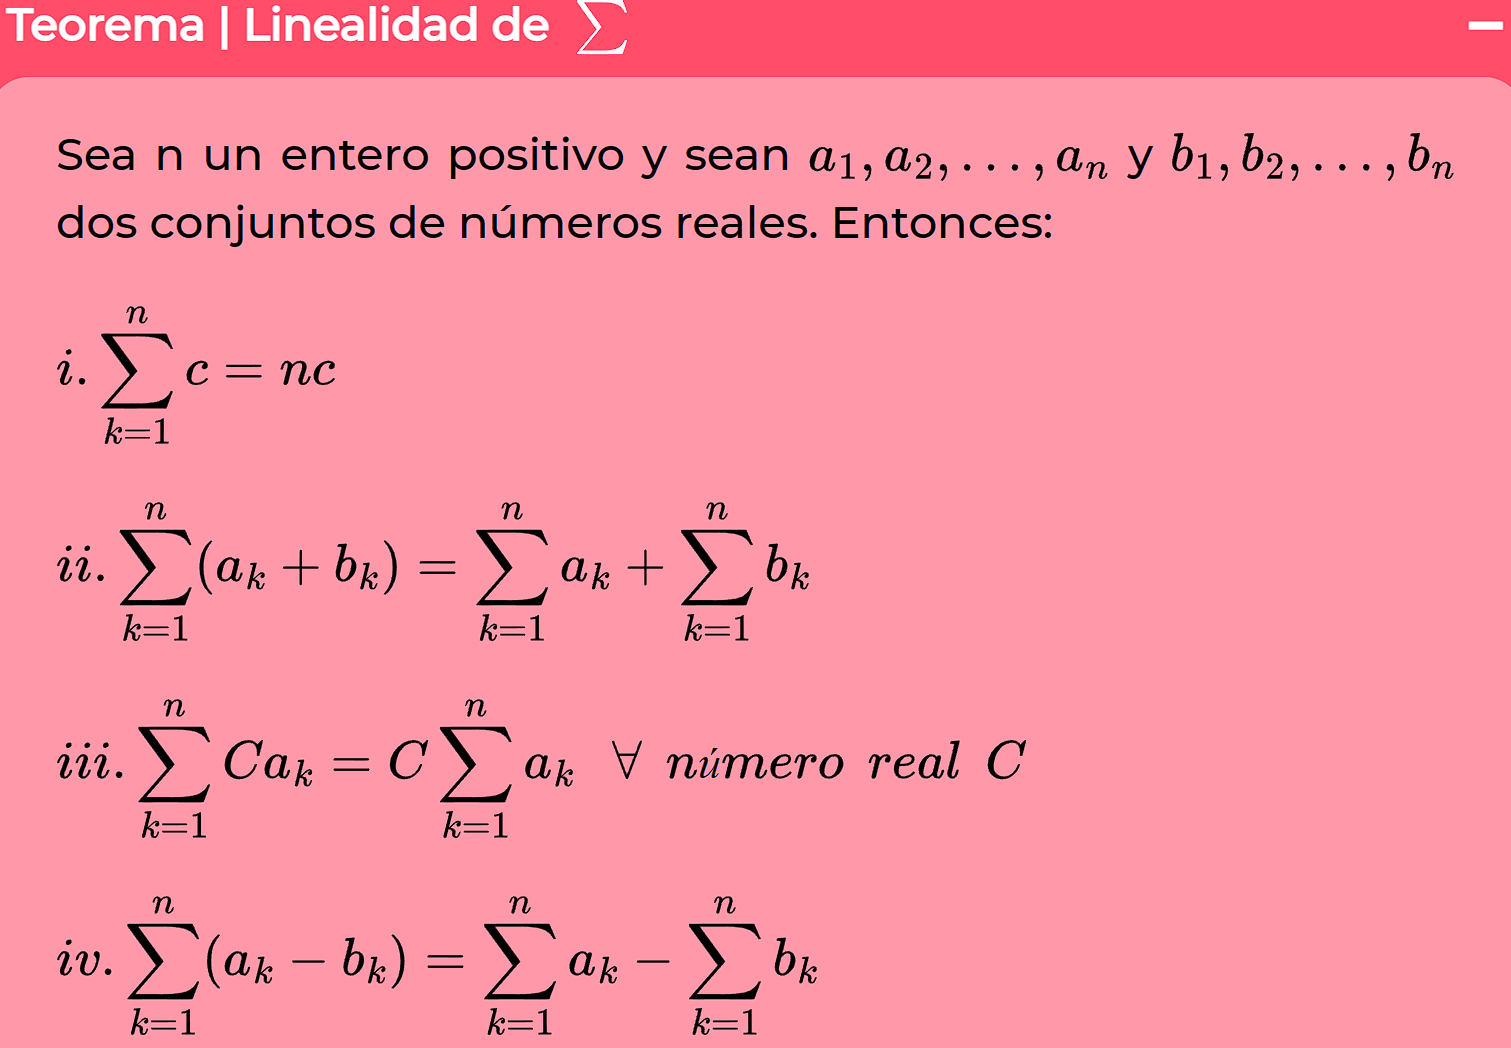 Teorema | Linealidad de ∑
Sea n un entero positivo y sean $a_1, a_2, \ldots, a_n$ y $b_1, b_2, \ldots, b_n$
dos conjuntos de números reales. Entonces:
$i. \sum_{k=1}^{n} c = nc$
$ii. \sum_{k=1}^{n} (a_k + b_k) = \sum_{k=1}^{n} a_k + \sum_{k=1}^{n} b_k$
$iii. \sum_{k=1}^{n} Ca_k = C \sum_{k=1}^{n} a_k \ \forall \ número \ real \ C$
$iv. \sum_{k=1}^{n} (a_k - b_k) = \sum_{k=1}^{n} a_k - \sum_{k=1}^{n} b_k$